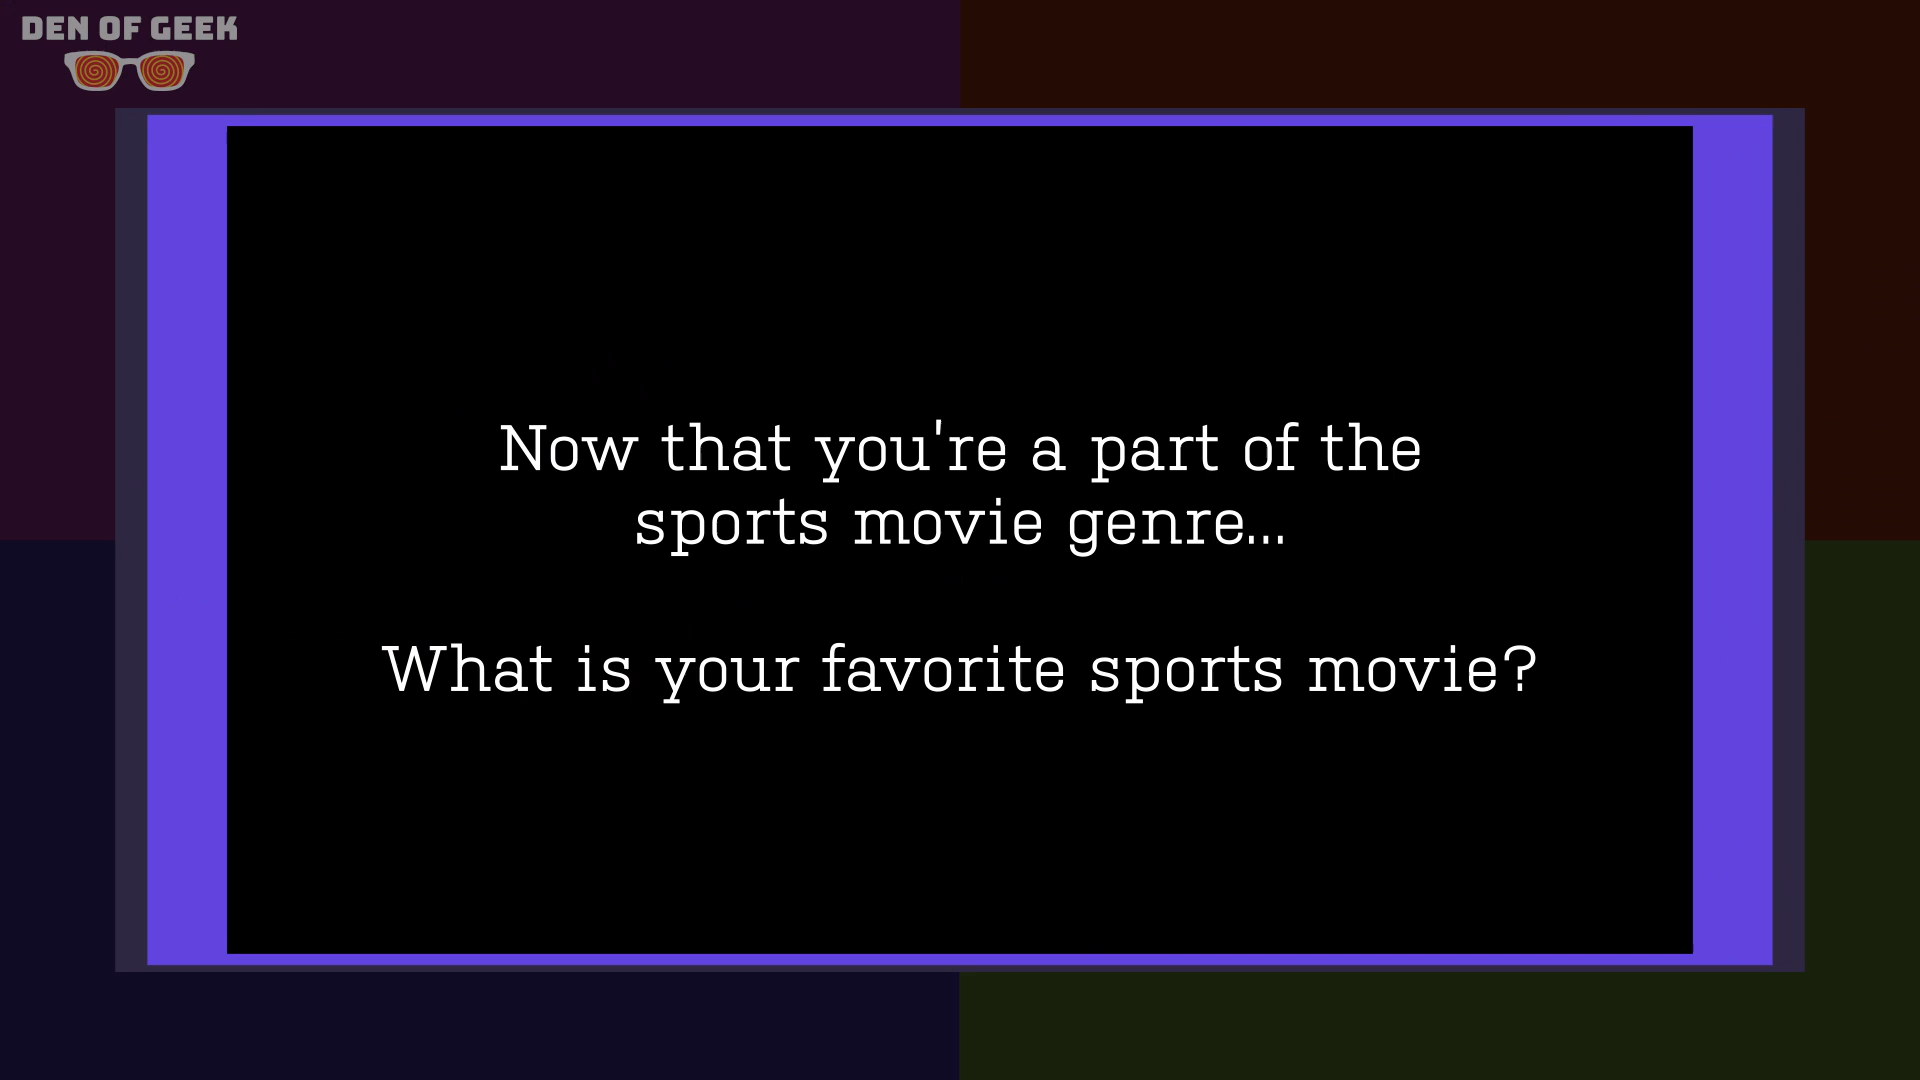 DEN OF GEEK
Now that you're a part of the
sports movie genre...
What is your favorite sports movie?